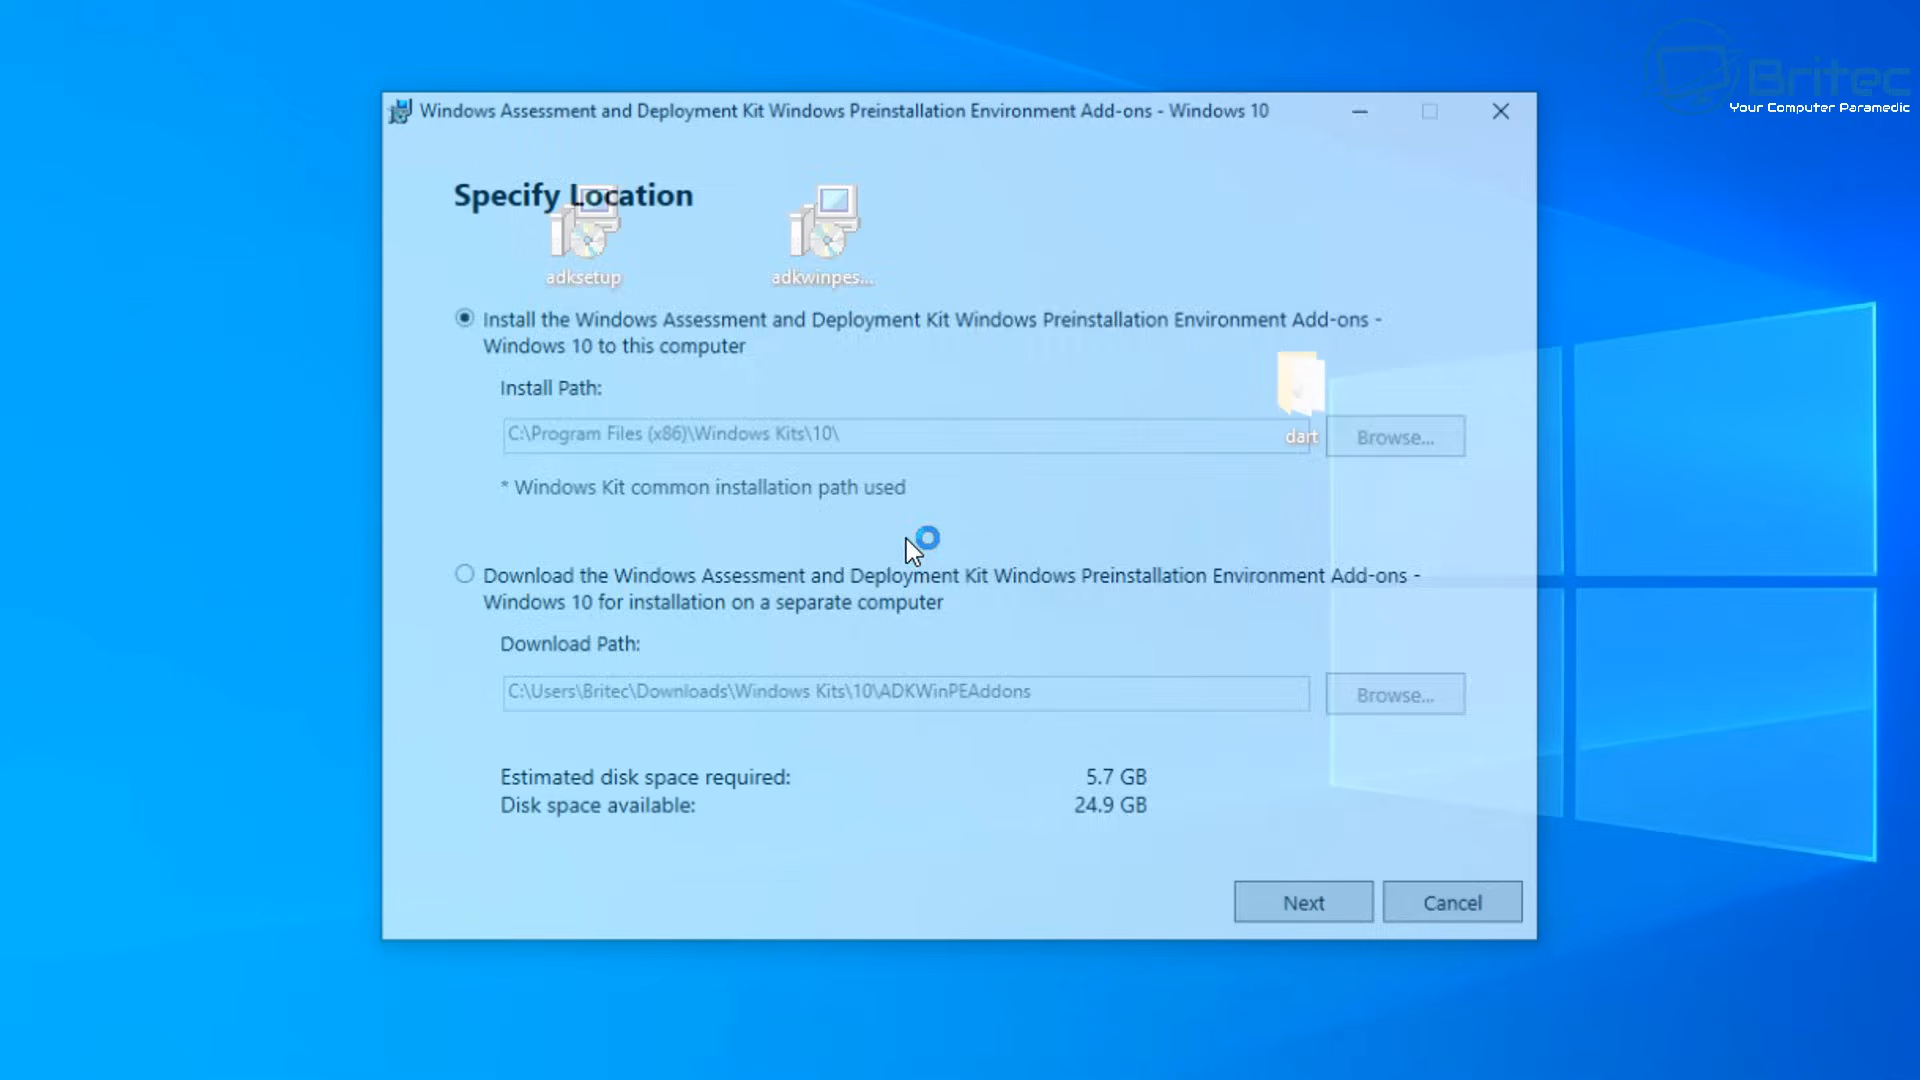 Britec
Your Computer Paramedic
Windows Assessment and Deployment Kit Windows Preinstallation Environment Add-ons - Windows 10
Specify Location
adksetup
adkwinpes...
Install the Windows Assessment and Deployment Kit Windows Preinstallation Environment Add-ons -
Windows 10 to this computer
Install Path:
C:\Program Files (x86)\Windows Kits\10\
dart
Browse...
* Windows Kit common installation path used
Download the Windows Assessment and Deployment Kit Windows Preinstallation Environment Add-ons -
Windows 10 for installation on a separate computer
Download Path:
C:\Users\Britec\Downloads\Windows Kits\10\ADKWinPEAddons
Browse...
Estimated disk space required: 5.7 GB
Disk space available: 24.9 GB
Next
Cancel